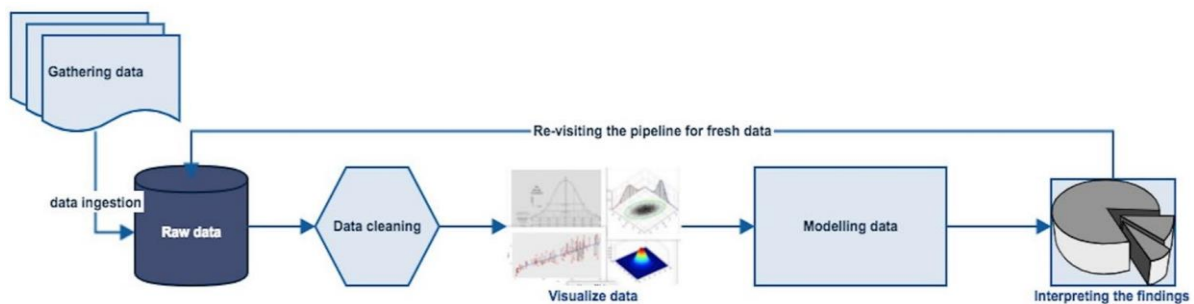 Gathering data
Re-visiting the pipeline for fresh data
data ingestion
Raw data
Data cleaning
Modelling data
Visualize data
Interpreting the findings